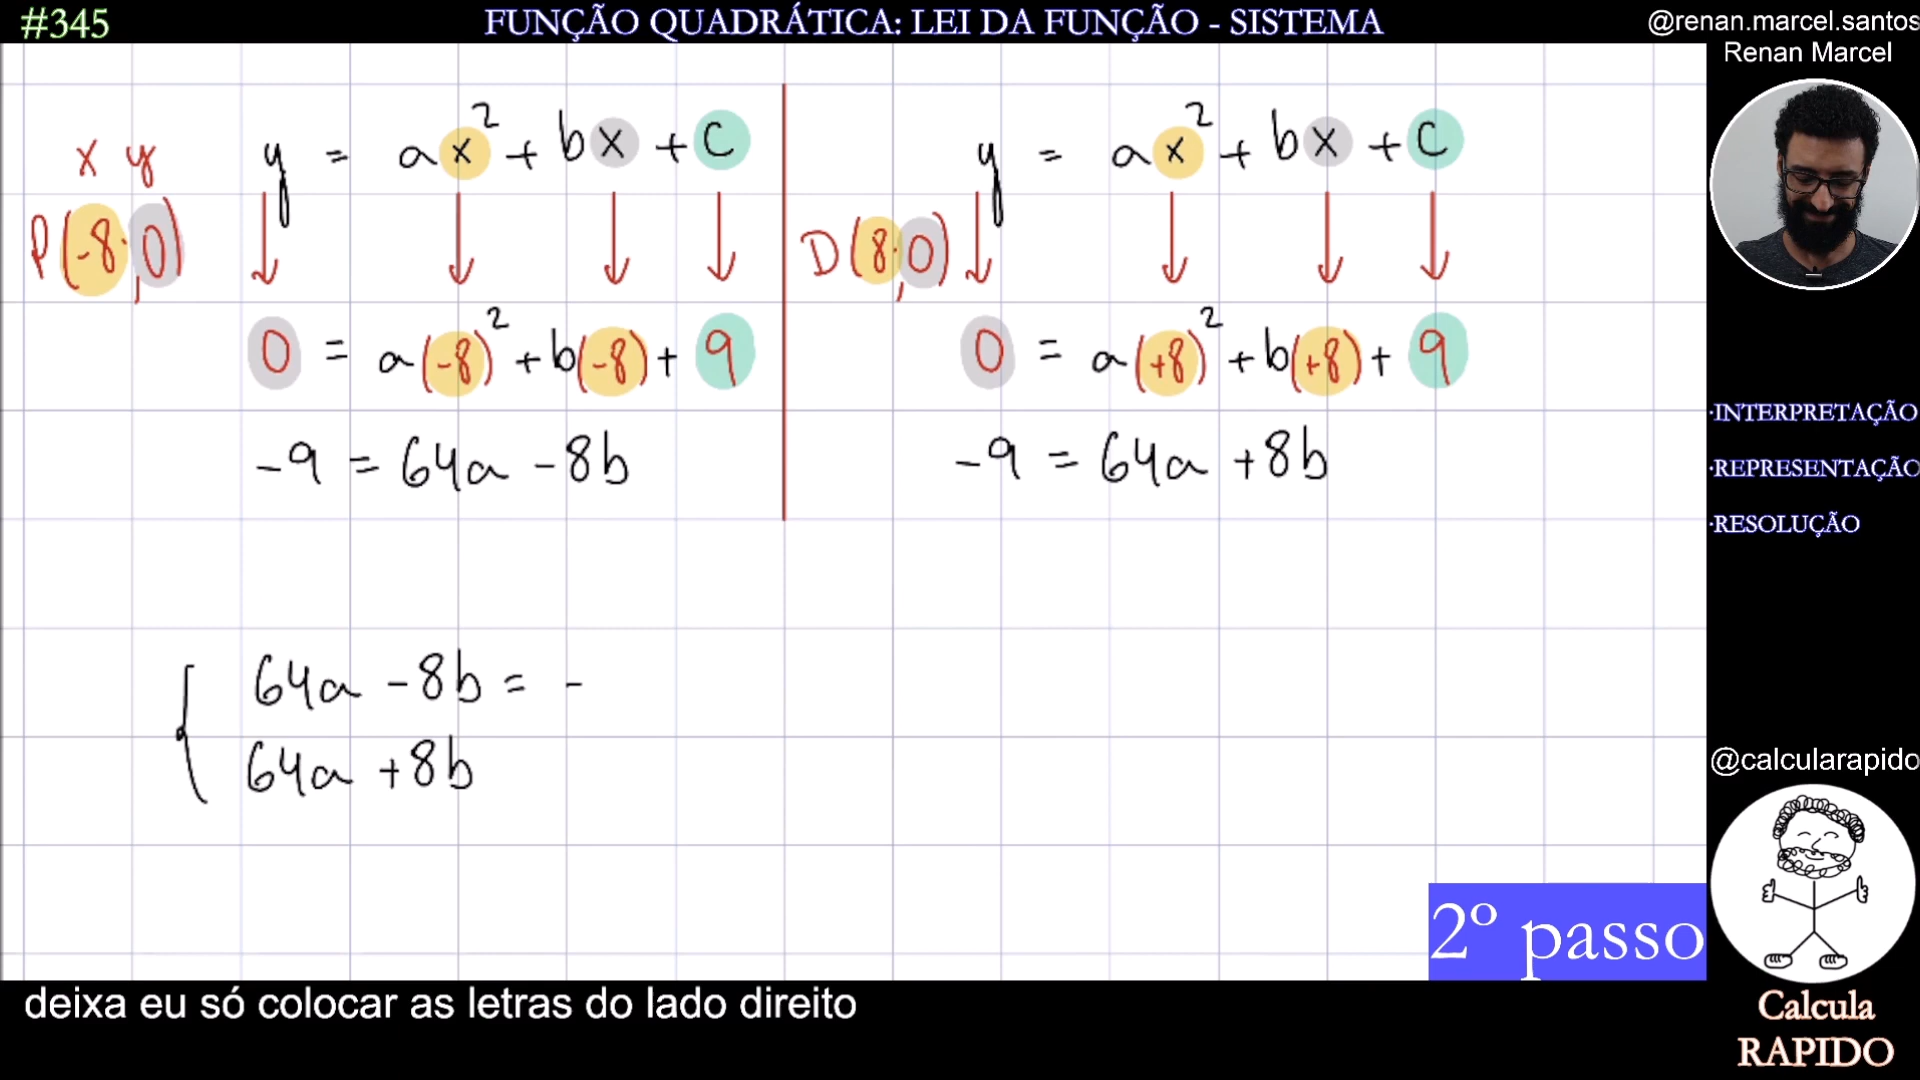 #345
FUNÇÃO QUADRÁTICA: LEI DA FUNÇÃO - SISTEMA
@renan.marcel.santos
Renan Marcel
x y
y = ax² + bx + c
P(-8,0)
0 = a(-8)² + b(-8) + 9
-9 = 64a - 8b
y = ax² + bx + c
D(8,0)
0 = a(+8)² + b(+8) + 9
-9 = 64a + 8b
64a - 8b = -
64a + 8b
·INTERPRETAÇÃO
·REPRESENTAÇÃO
·RESOLUÇÃO
@calcularapido
2º passo
Calcula
RAPIDO
deixa eu só colocar as letras do lado direito